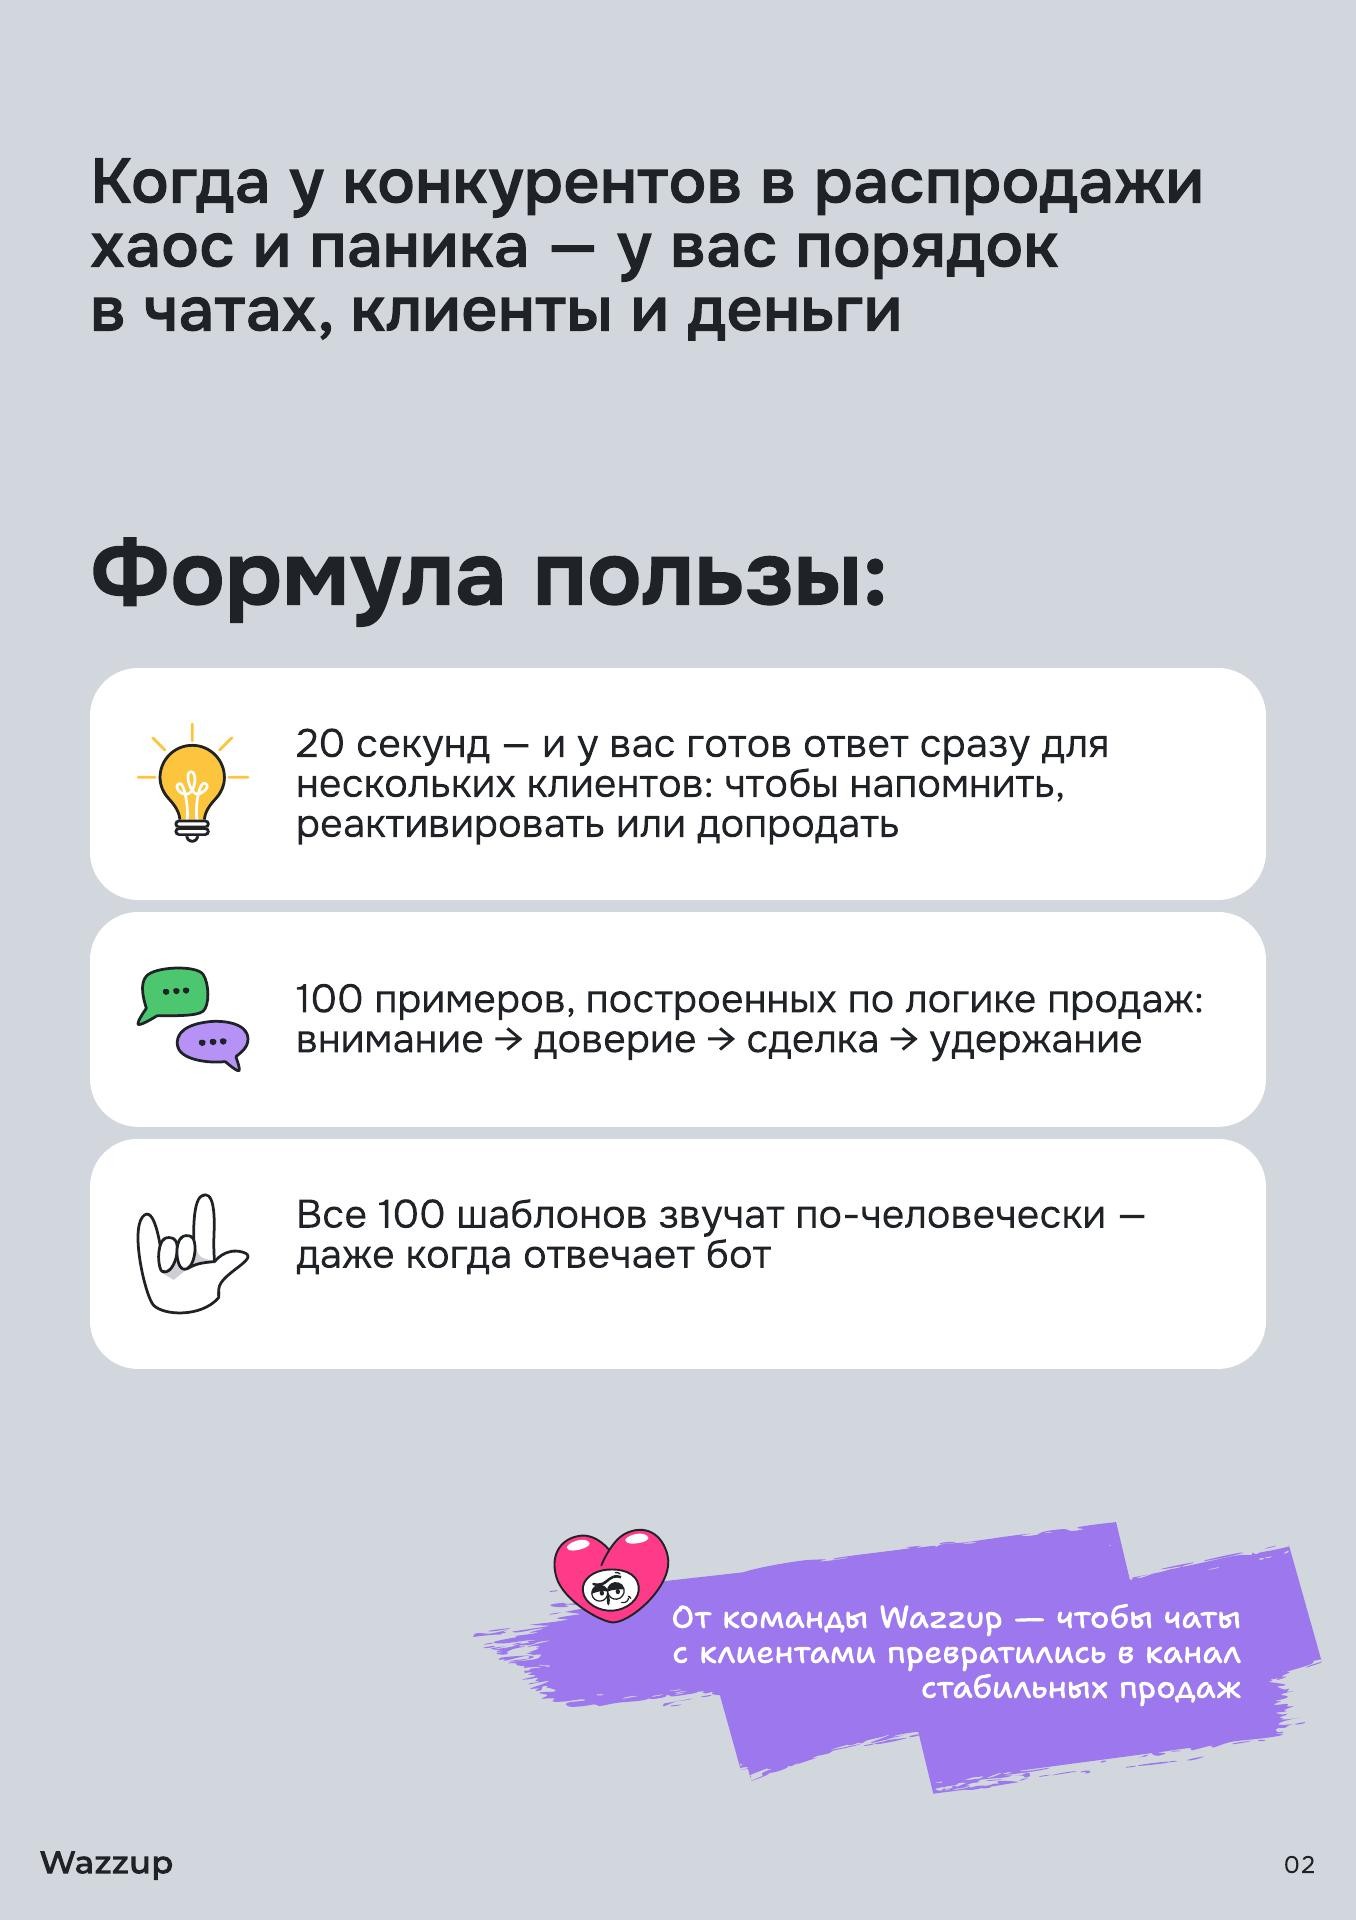 Когда у конкурентов в распродажи
хаос и паника — у вас порядок
в чатах, клиенты и деньги
Формула пользы:
20 секунд — и у вас готов ответ сразу для
нескольких клиентов: чтобы напомнить,
реактивировать или допродать
100 примеров, построенных по логике продаж:
внимание → доверие → сделка → удержание
Все 100 шаблонов звучат по-человечески —
даже когда отвечает бот
От команды Wazzup — чтобы чаты
с клиентами превратились в канал
стабильных продаж
Wazzup
02